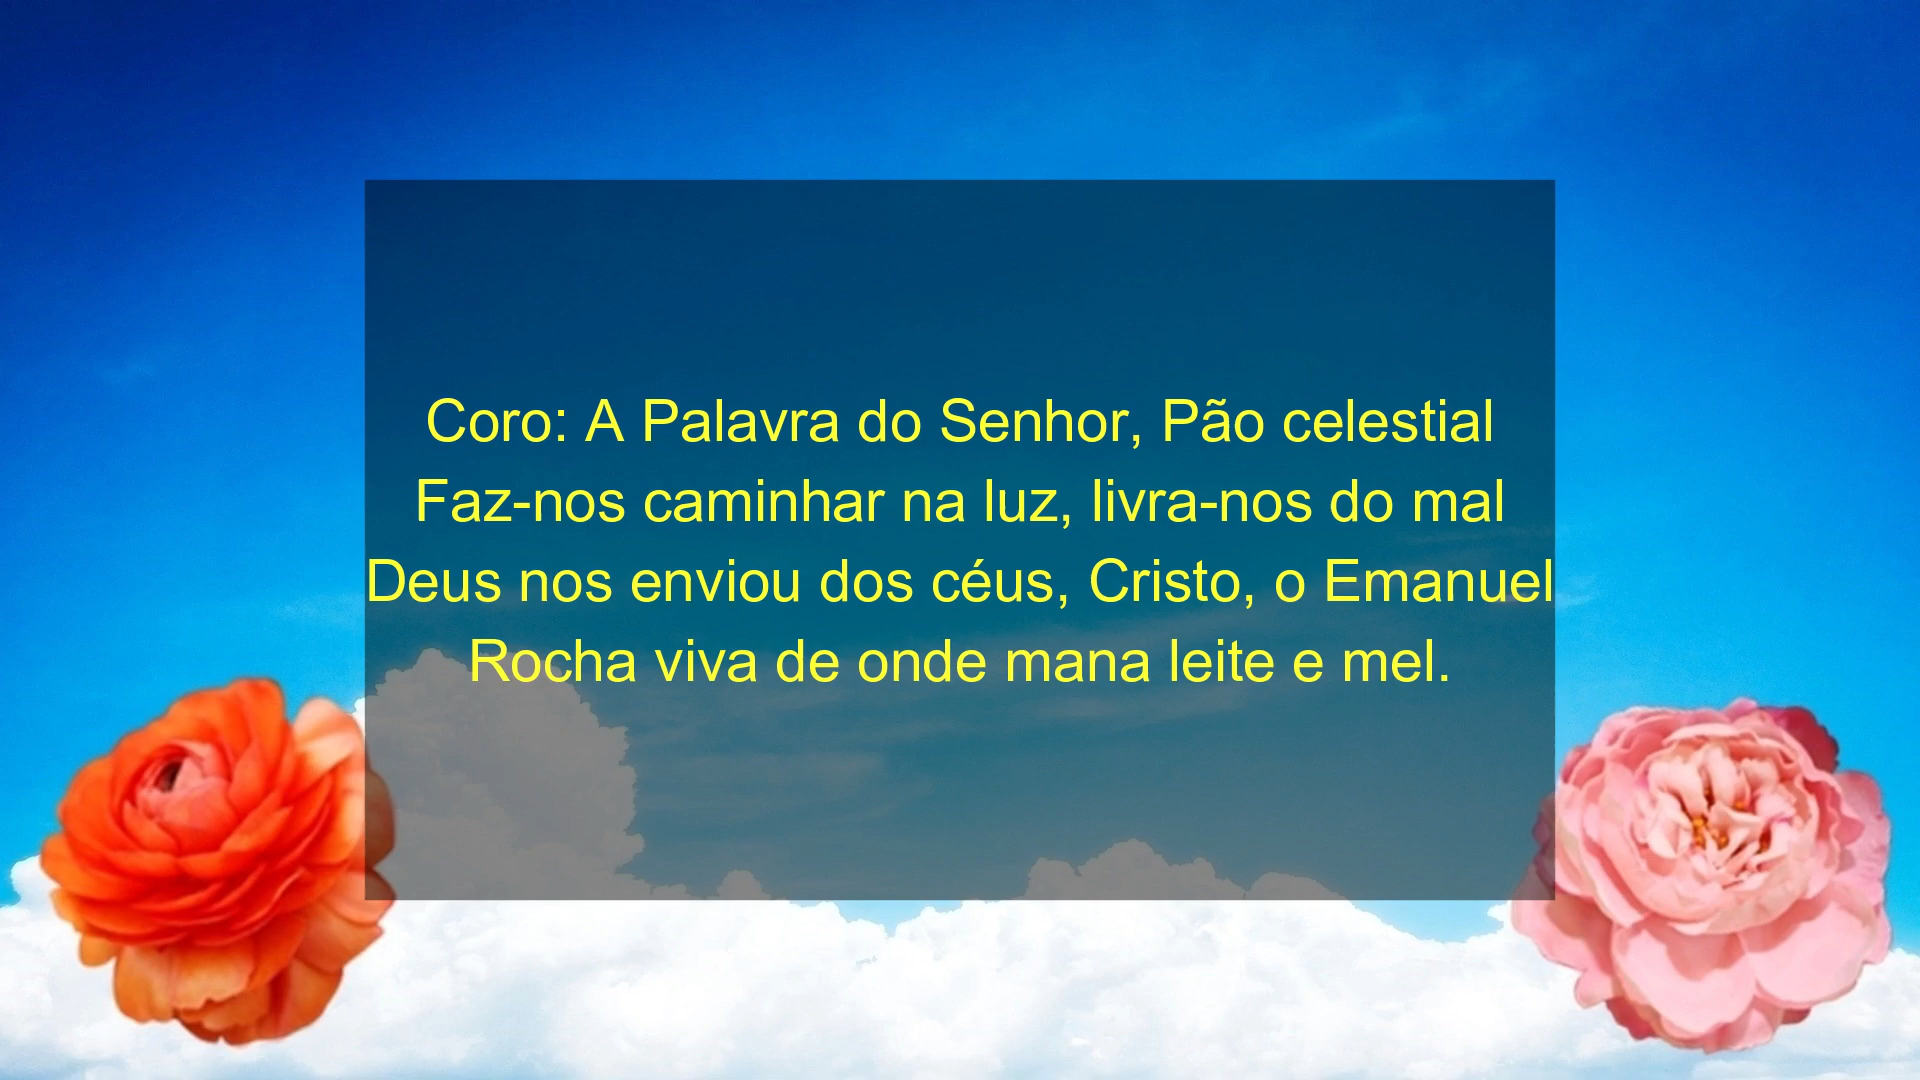 Coro: A Palavra do Senhor, Pão celestial
Faz-nos caminhar na luz, livra-nos do mal
Deus nos enviou dos céus, Cristo, o Emanuel
Rocha viva de onde mana leite e mel.